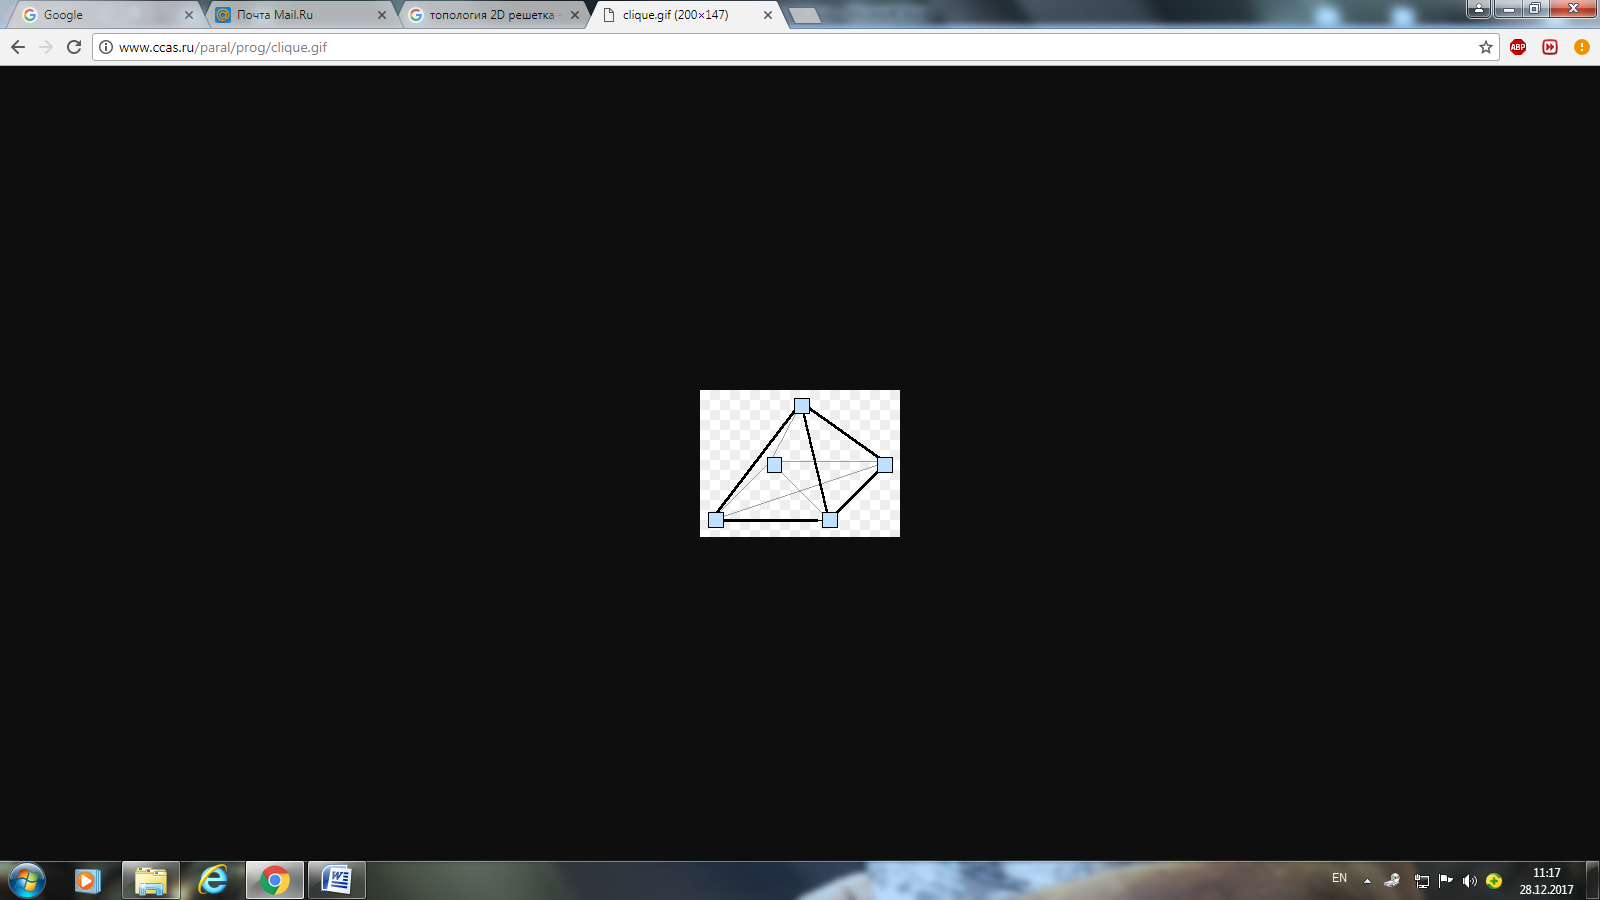 Google
Почта Mail.Ru
топология 2D решетка -
clique.gif (200×147)
www.ccas.ru/paral/prog/clique.gif
ABP
W
EN
11:17
28.12.2017